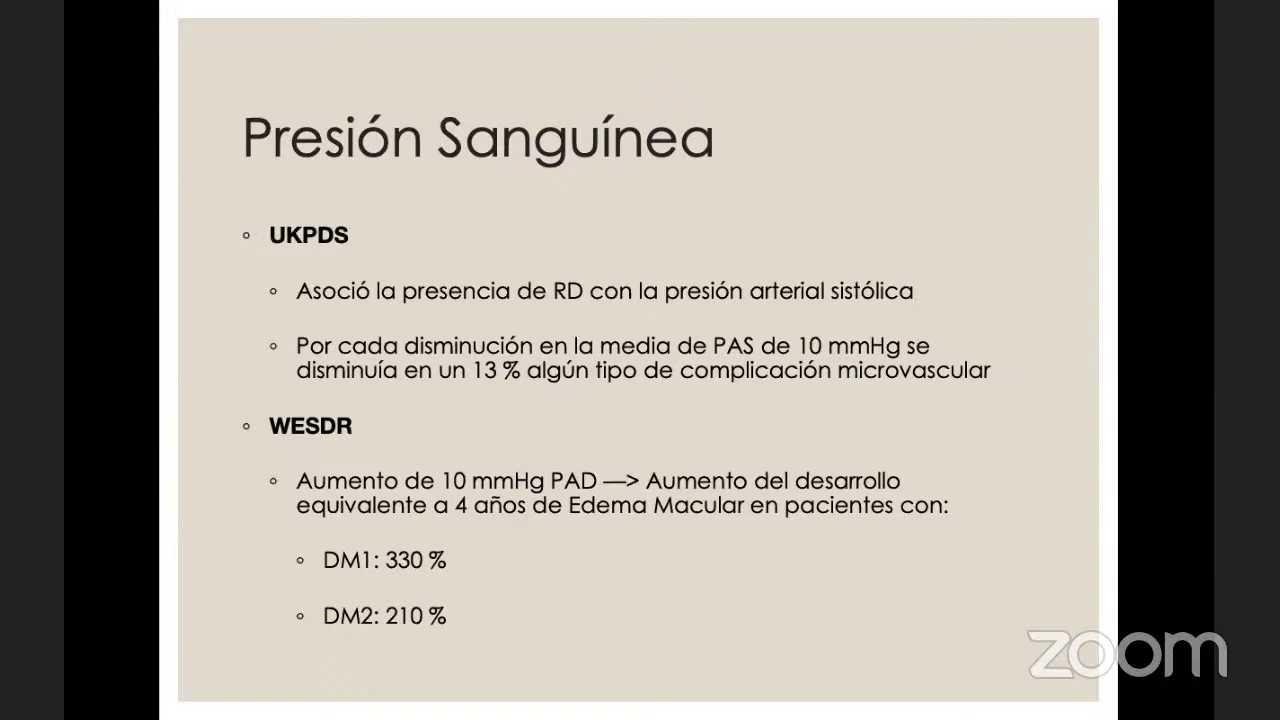 Presión Sanguínea
◦ UKPDS
◦ Asoció la presencia de RD con la presión arterial sistólica
◦ Por cada disminución en la media de PAS de 10 mmHg se
disminuía en un 13 % algún tipo de complicación microvascular
◦ WESDR
◦ Aumento de 10 mmHg PAD —> Aumento del desarrollo
equivalente a 4 años de Edema Macular en pacientes con:
◦ DM1: 330 %
◦ DM2: 210 %
zoom